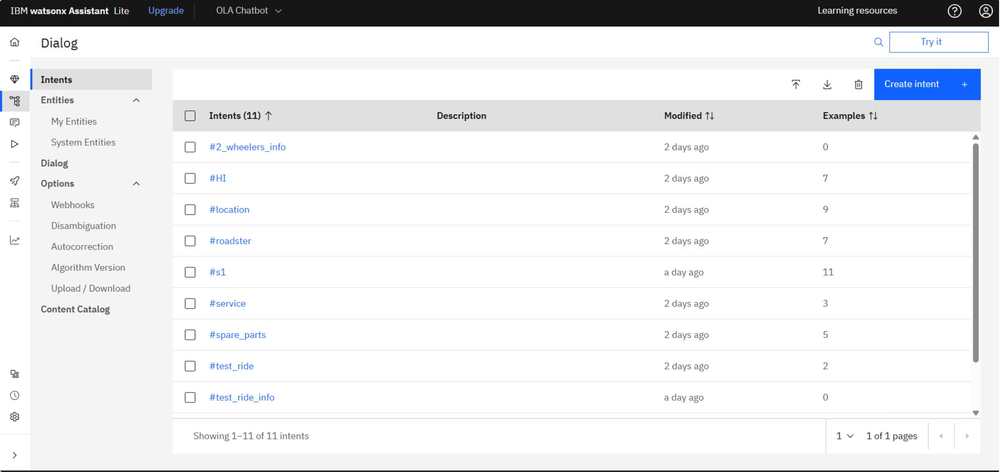 IBM watsonx Assistant Lite Upgrade OLA Chatbot Learning resources
Dialog Try it
Intents
Entities
My Entities
System Entities
Dialog
Options
Webhooks
Disambiguation
Autocorrection
Algorithm Version
Upload / Download
Content Catalog
Create intent +
Intents (11) Description Modified Examples
#2_wheelers_info 2 days ago 0
#HI 2 days ago 7
#location 2 days ago 9
#roadster 2 days ago 7
#s1 a day ago 11
#service 2 days ago 3
#spare_parts 2 days ago 5
#test_ride 2 days ago 2
#test_ride_info a day ago 0
Showing 1–11 of 11 intents 1 1 of 1 pages